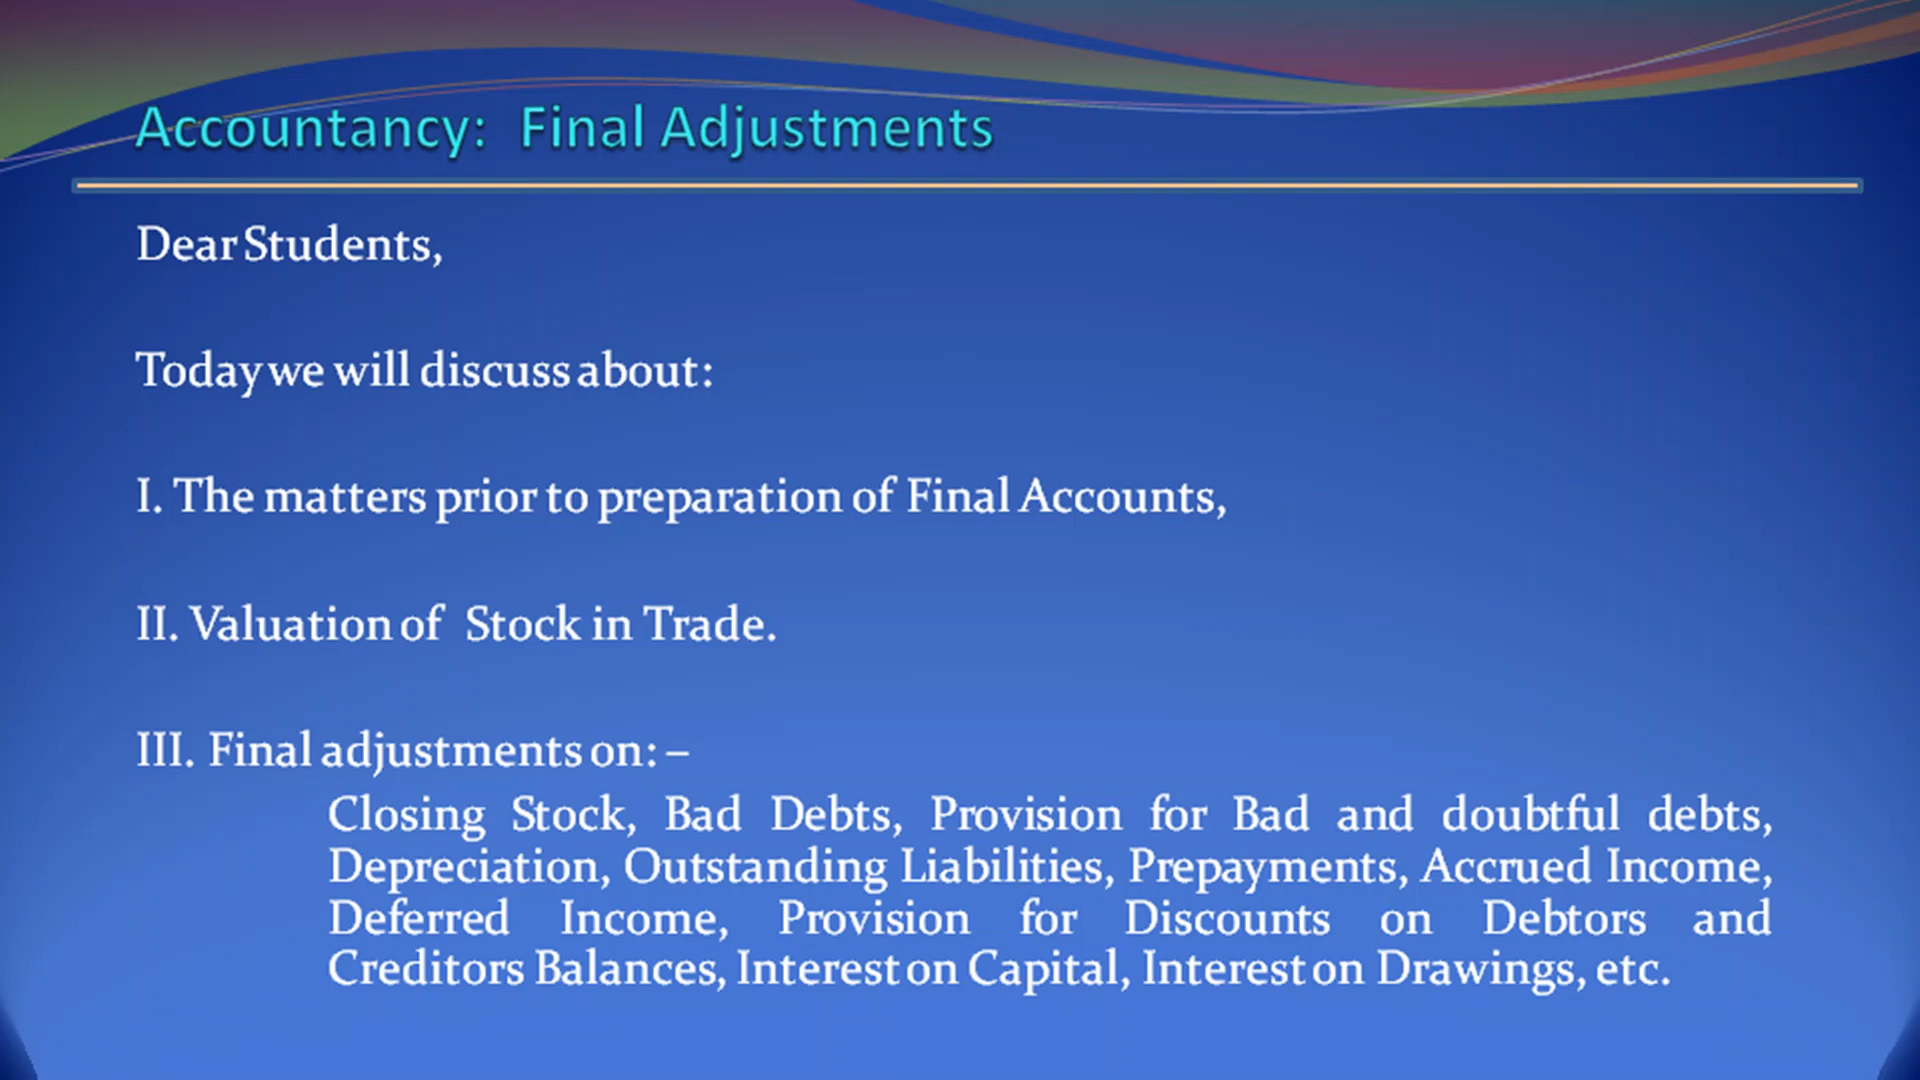 Accountancy: Final Adjustments
Dear Students,
Today we will discuss about:
I. The matters prior to preparation of Final Accounts,
II. Valuation of Stock in Trade.
III. Final adjustments on: –
Closing Stock, Bad Debts, Provision for Bad and doubtful debts,
Depreciation, Outstanding Liabilities, Prepayments, Accrued Income,
Deferred Income, Provision for Discounts on Debtors and
Creditors Balances, Interest on Capital, Interest on Drawings, etc.